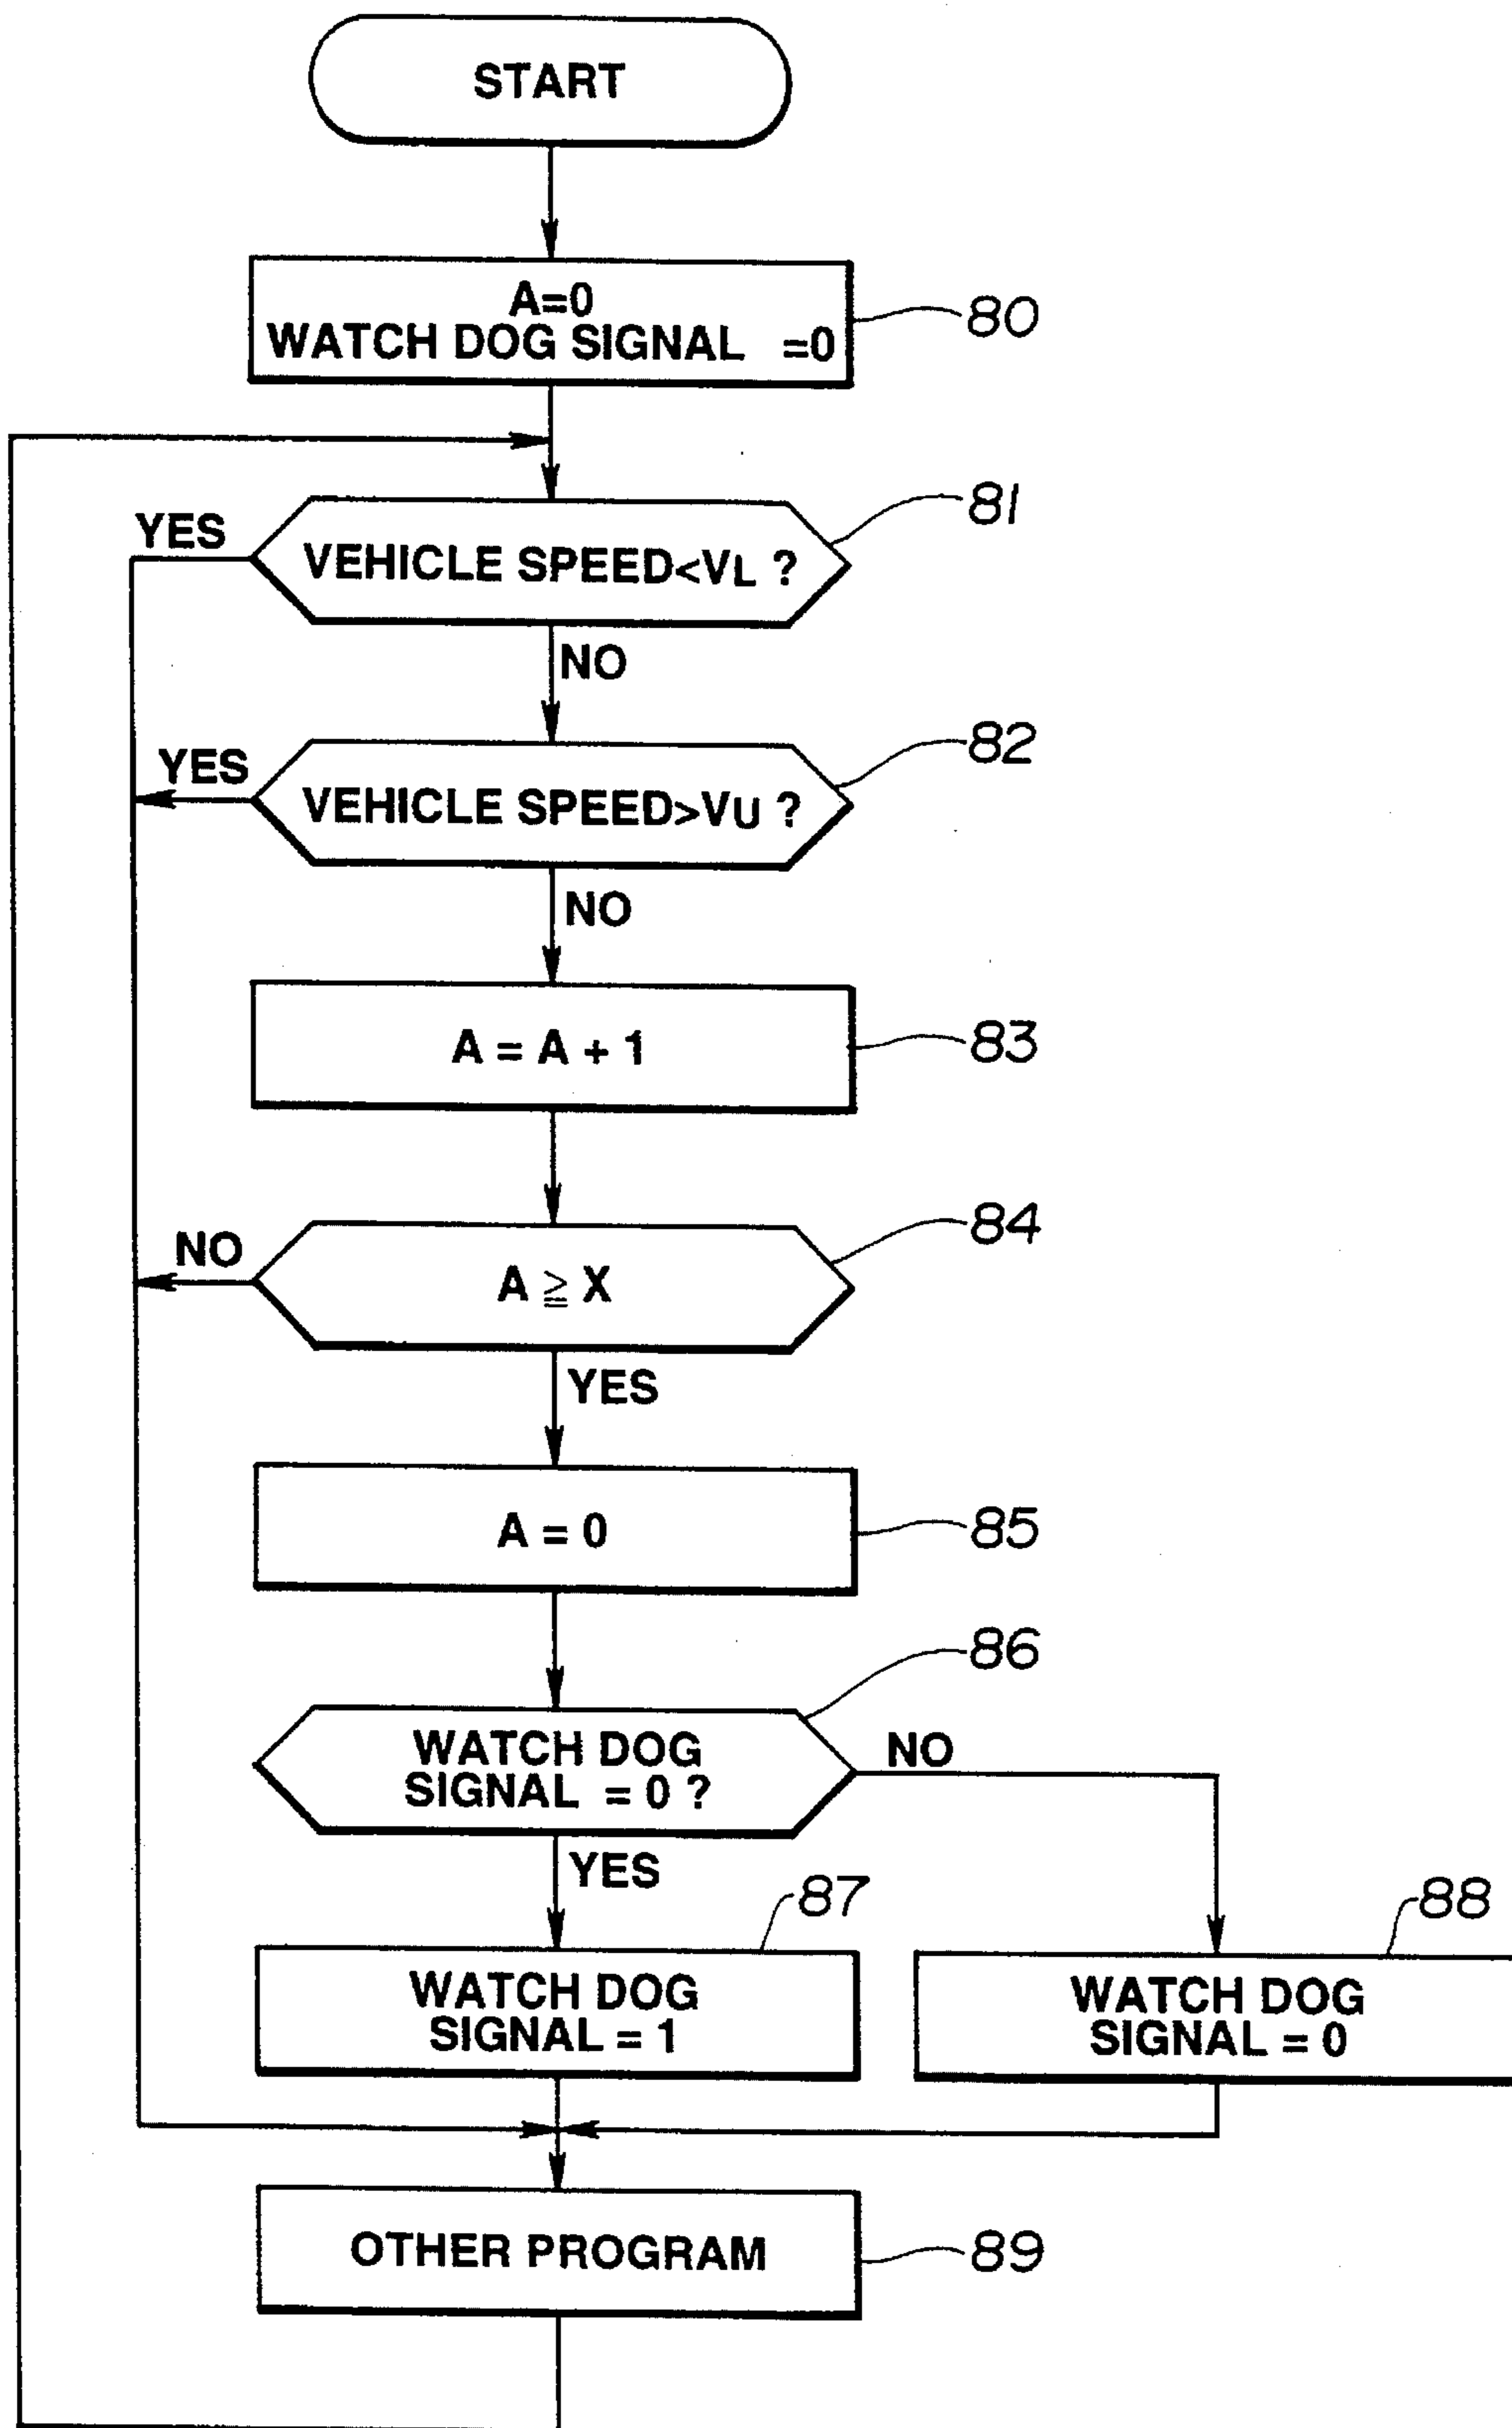 START
A=0
WATCH DOG SIGNAL =0
80
81
YES
VEHICLE SPEED<VL ?
NO
82
YES
VEHICLE SPEED>VU ?
NO
A = A + 1
83
84
NO
A ≧ X
YES
A = 0
85
86
WATCH DOG
SIGNAL = 0 ?
NO
YES
87
88
WATCH DOG
SIGNAL = 1
WATCH DOG
SIGNAL = 0
OTHER PROGRAM
89